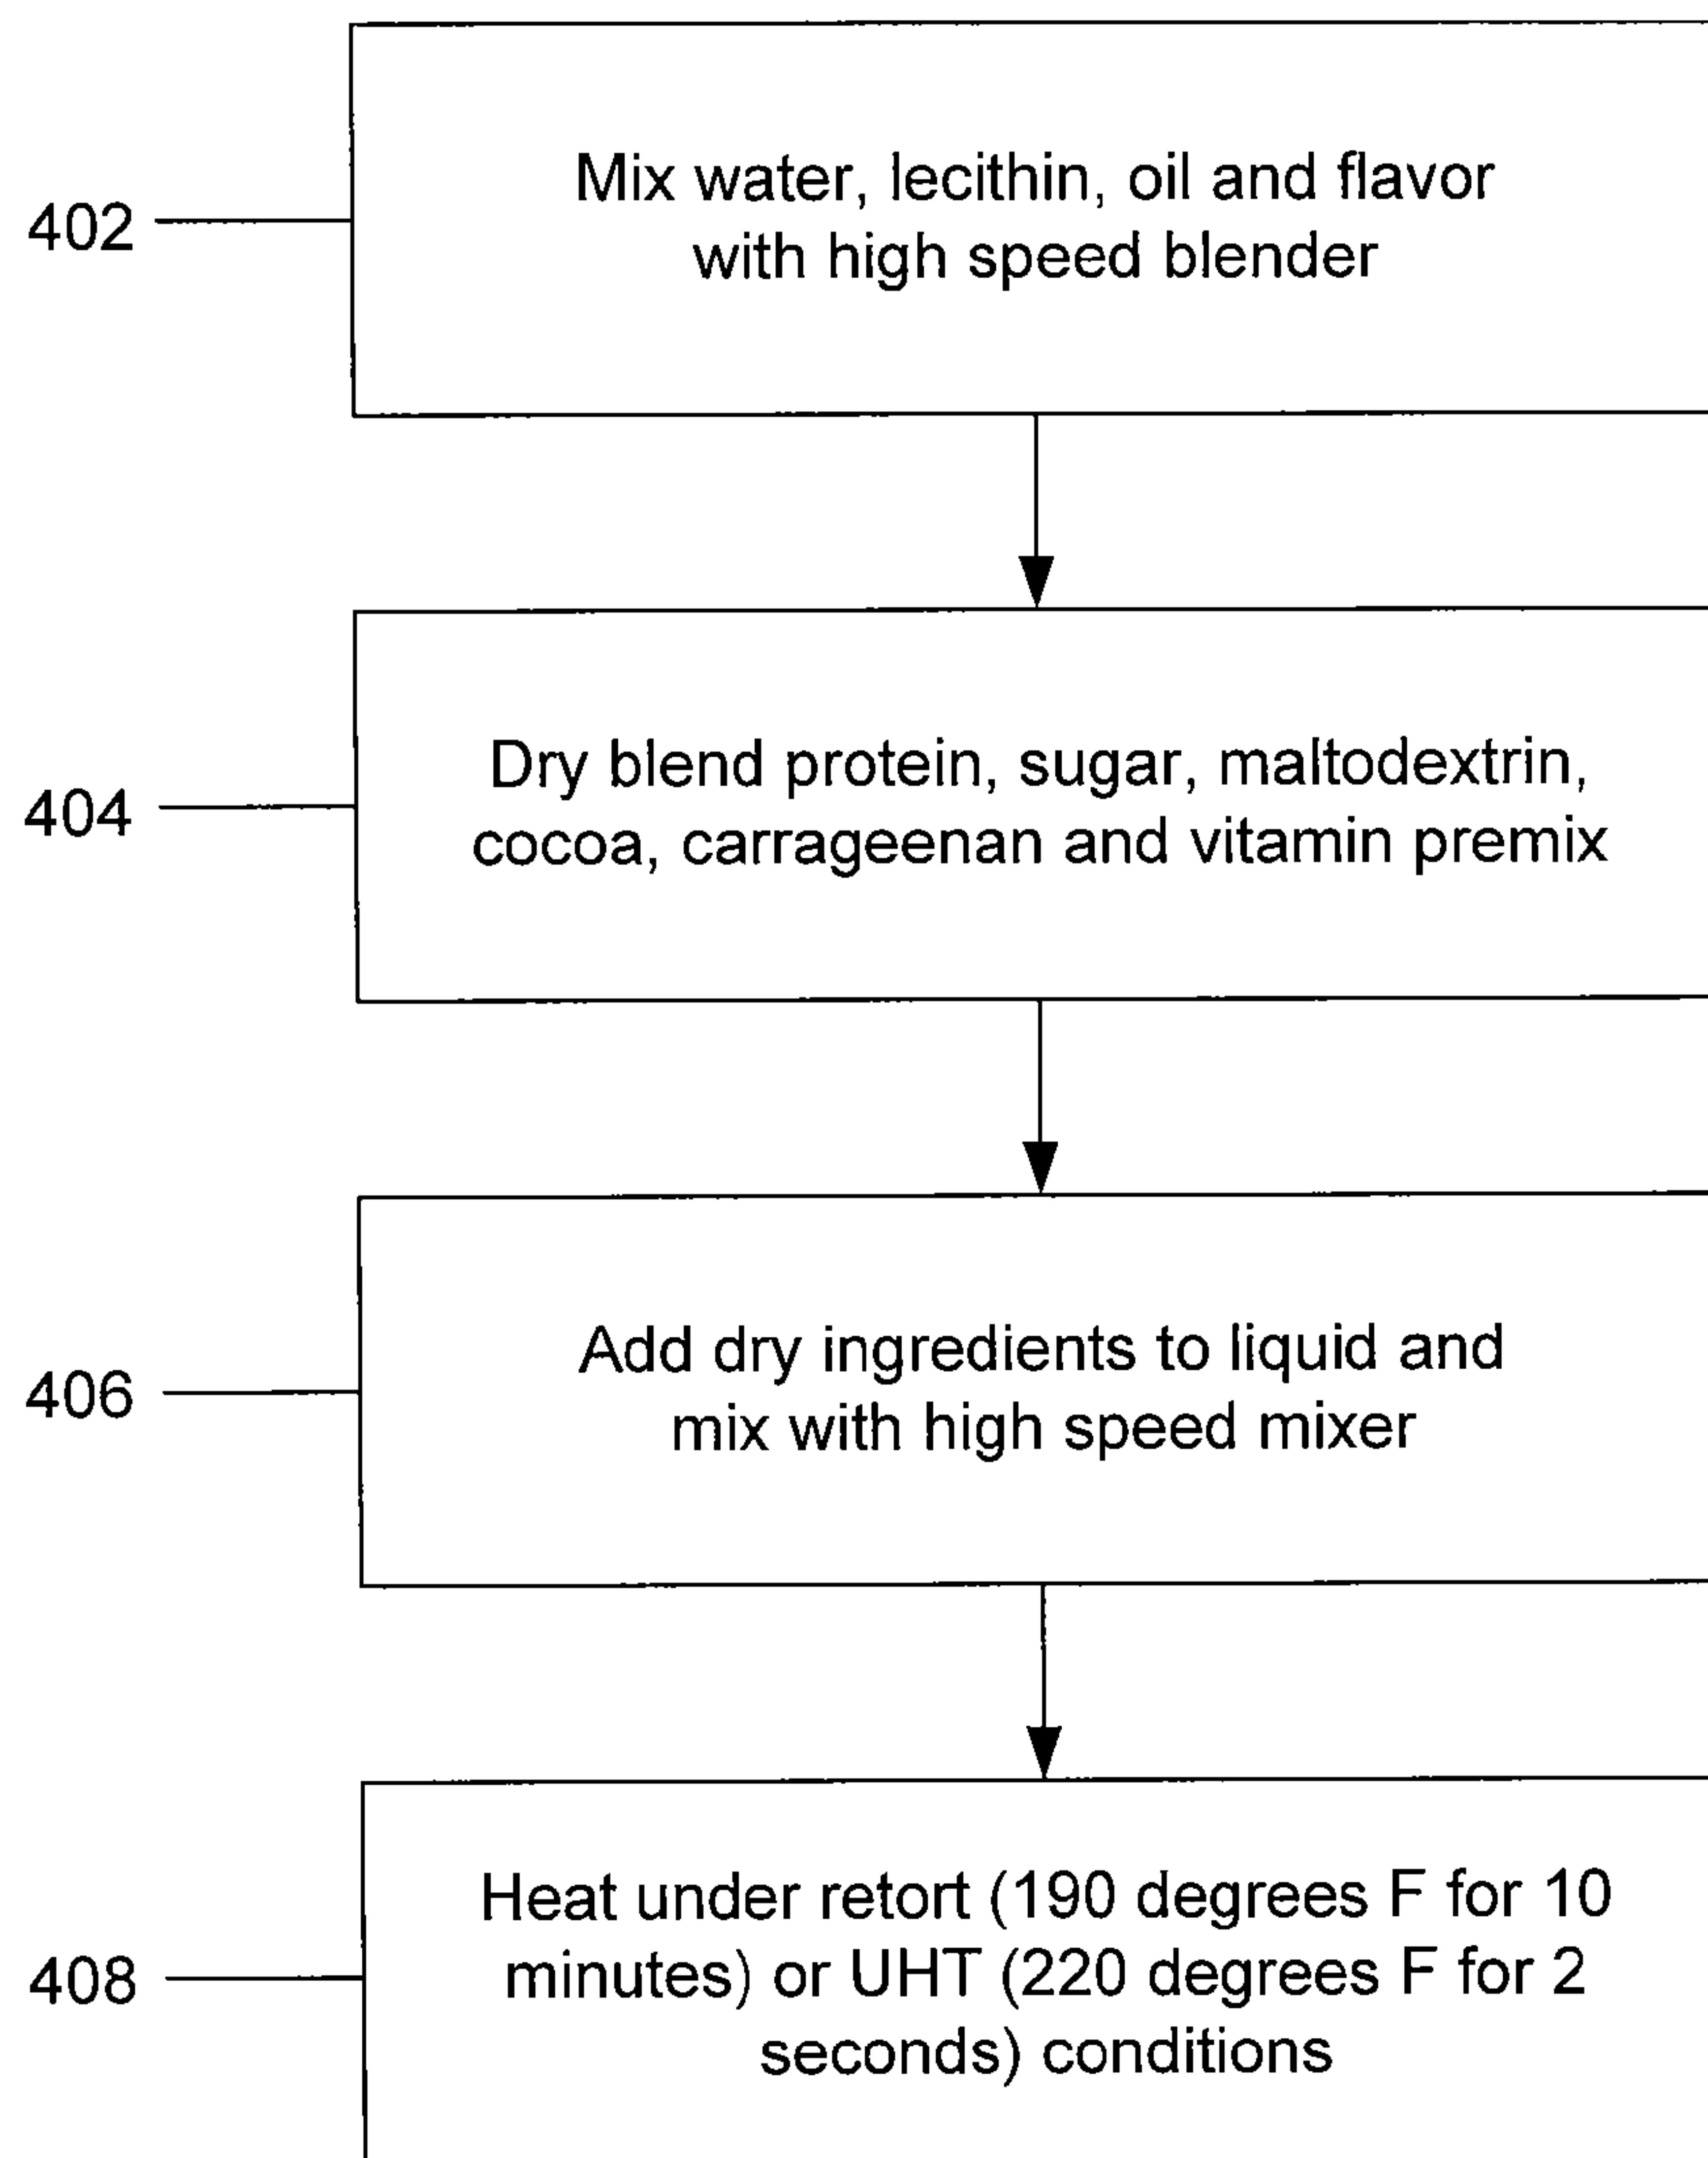 402
Mix water, lecithin, oil and flavor
with high speed blender
404
Dry blend protein, sugar, maltodextrin,
cocoa, carrageenan and vitamin premix
406
Add dry ingredients to liquid and
mix with high speed mixer
408
Heat under retort (190 degrees F for 10
minutes) or UHT (220 degrees F for 2
seconds) conditions